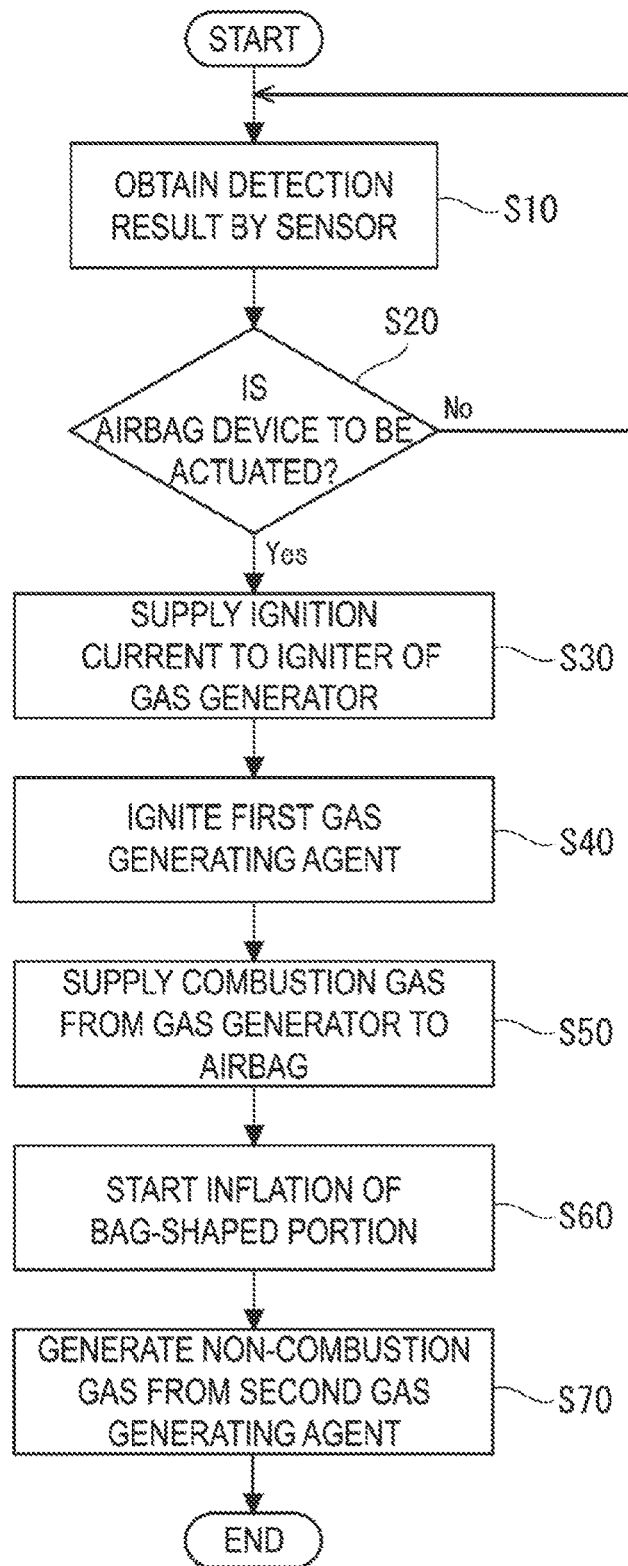 START
OBTAIN DETECTION
RESULT BY SENSOR
S10
S20
IS
AIRBAG DEVICE TO BE
ACTUATED?
No
Yes
SUPPLY IGNITION
CURRENT TO IGNITER OF
GAS GENERATOR
S30
IGNITE FIRST GAS
GENERATING AGENT
S40
SUPPLY COMBUSTION GAS
FROM GAS GENERATOR TO
AIRBAG
S50
START INFLATION OF
BAG-SHAPED PORTION
S60
GENERATE NON-COMBUSTION
GAS FROM SECOND GAS
GENERATING AGENT
S70
END